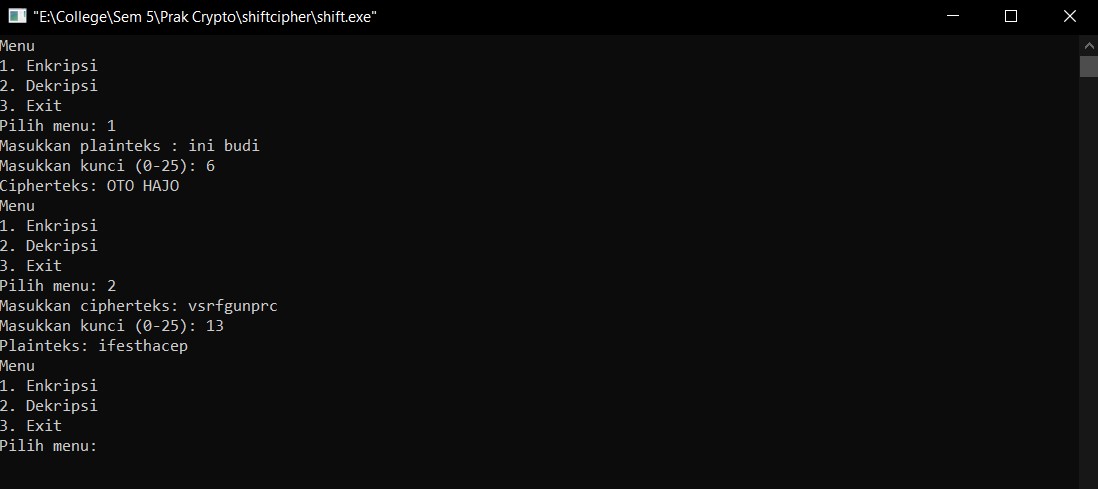 "E:\College\Sem 5\Prak Crypto\shiftcipher\shift.exe"
Menu
1. Enkripsi
2. Dekripsi
3. Exit
Pilih menu: 1
Masukkan plainteks : ini budi
Masukkan kunci (0-25): 6
Cipherteks: OTO HAJO
Menu
1. Enkripsi
2. Dekripsi
3. Exit
Pilih menu: 2
Masukkan cipherteks: vsrfgunprc
Masukkan kunci (0-25): 13
Plainteks: ifesthacep
Menu
1. Enkripsi
2. Dekripsi
3. Exit
Pilih menu: